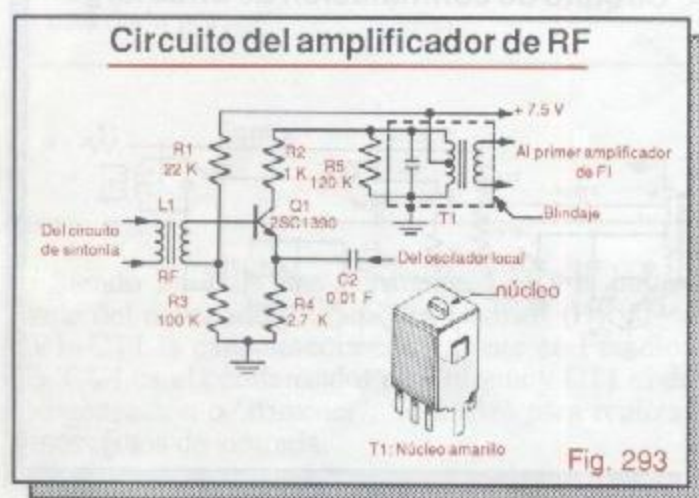 Circuito del amplificador de RF
+ 7.5 V
R1
22 K
R2
1 K
R5
120 K
T1
Al primer amplificador
de FI
Blindaje
L1
RF
Del circuito
de sintonía
Q1
2SC1390
Del oscilador local
C2
0.01 F
R3
100 K
R4
2.7 K
núcleo
T1: Núcleo amarillo
Fig. 293